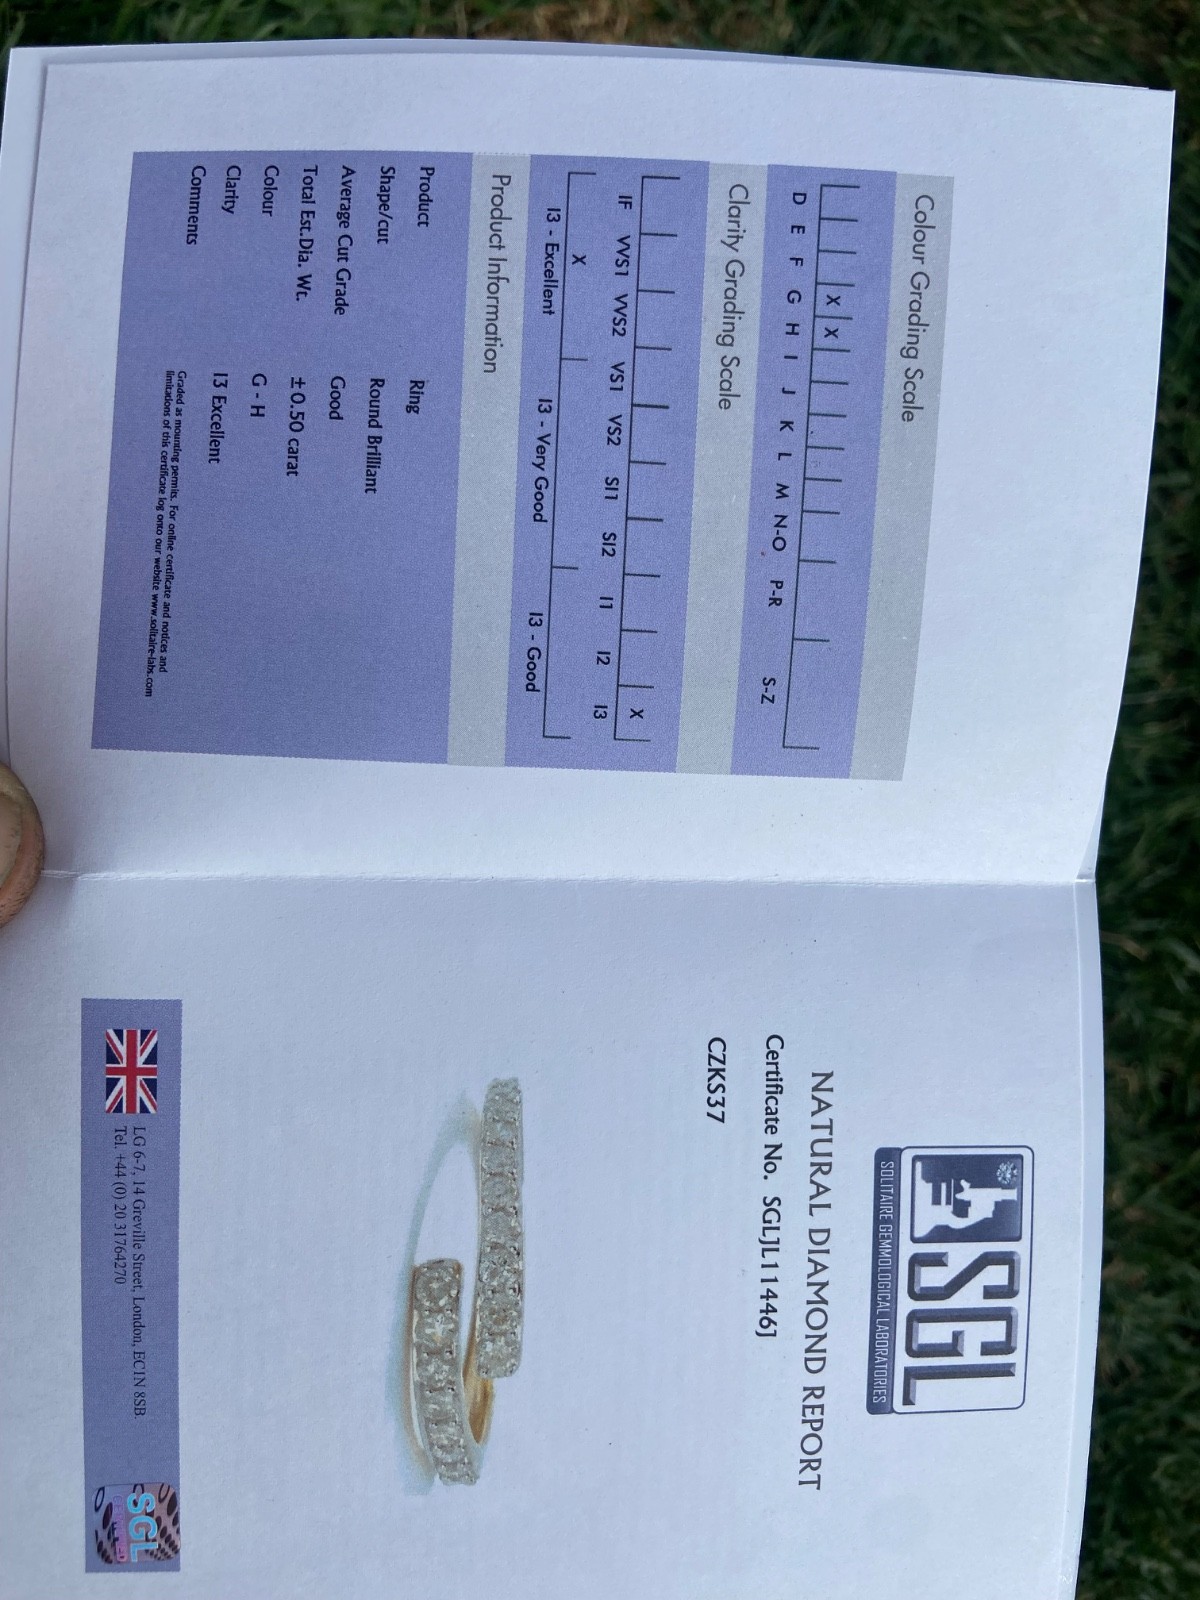 Colour Grading Scale
X X
D E F G H I J K L M N-O P-R S-Z
Clarity Grading Scale
X
IF VVS1 VVS2 VS1 VS2 SI1 SI2 I1 I2 I3
X
I3 - Excellent I3 - Very Good I3 - Good
Product Information
Product Ring
Shape/cut Round Brilliant
Average Cut Grade Good
Total Est.Dia. Wt. ±0.50 carat
Colour G - H
Clarity I3 Excellent
Comments Graded as mounting permits. For online certificate and notices and
limitations of this certificate log onto our website www.solitaire-labs.com
SGL
SOLITAIRE GEMMOLOGICAL LABORATORIES
NATURAL DIAMOND REPORT
Certificate No. SGLJL11446J
CZKS37
LG 6-7, 14 Greville Street, London, EC1N 8SB.
Tel. +44 (0) 20 31764270
SGL